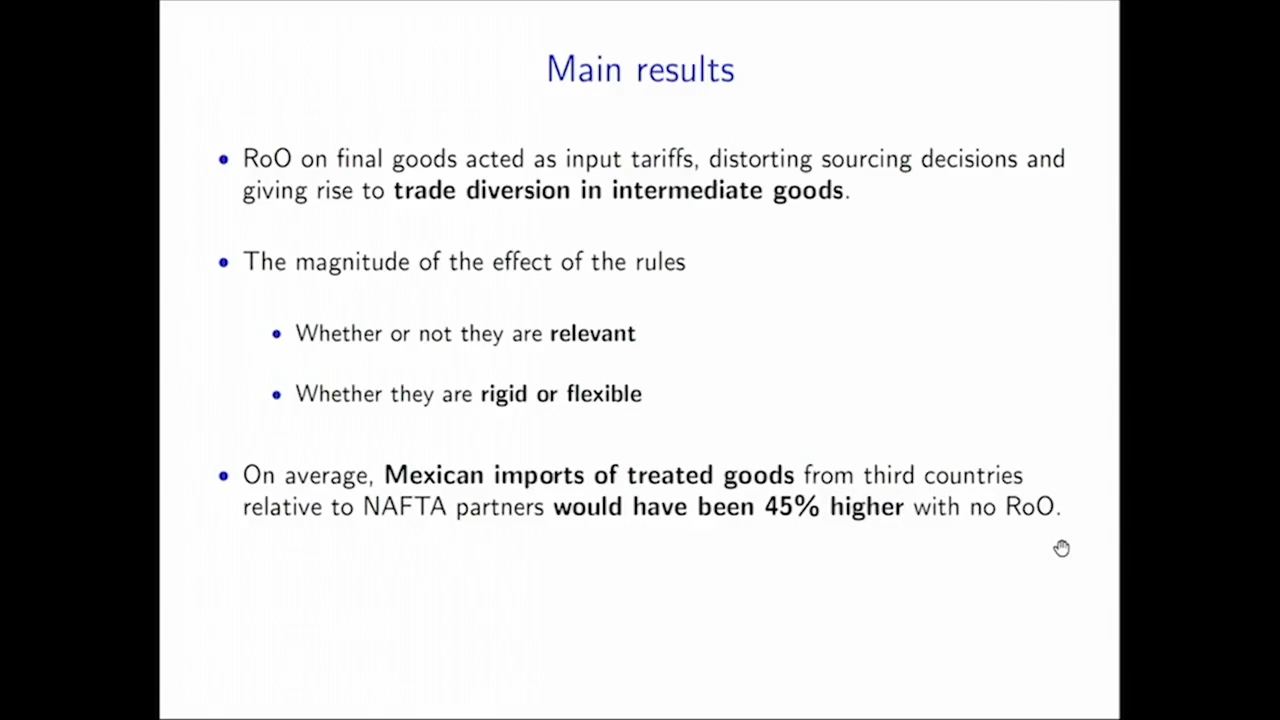 Main results
• RoO on final goods acted as input tariffs, distorting sourcing decisions and
giving rise to trade diversion in intermediate goods.
• The magnitude of the effect of the rules
• Whether or not they are relevant
• Whether they are rigid or flexible
• On average, Mexican imports of treated goods from third countries
relative to NAFTA partners would have been 45% higher with no RoO.